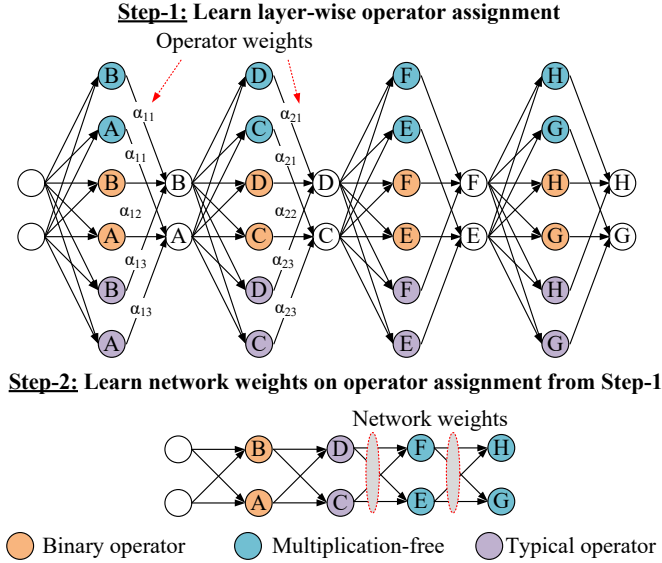 Step-1: Learn layer-wise operator assignment
Operator weights
B D F H
α11 α21
A C E G
α11 α21
B B D D F F H H
α12 α22
A A C C E E G G
α13 α23
B D F H
α13 α23
A C E G
Step-2: Learn network weights on operator assignment from Step-1
Network weights
B D F H
A C E G
Binary operator Multiplication-free Typical operator